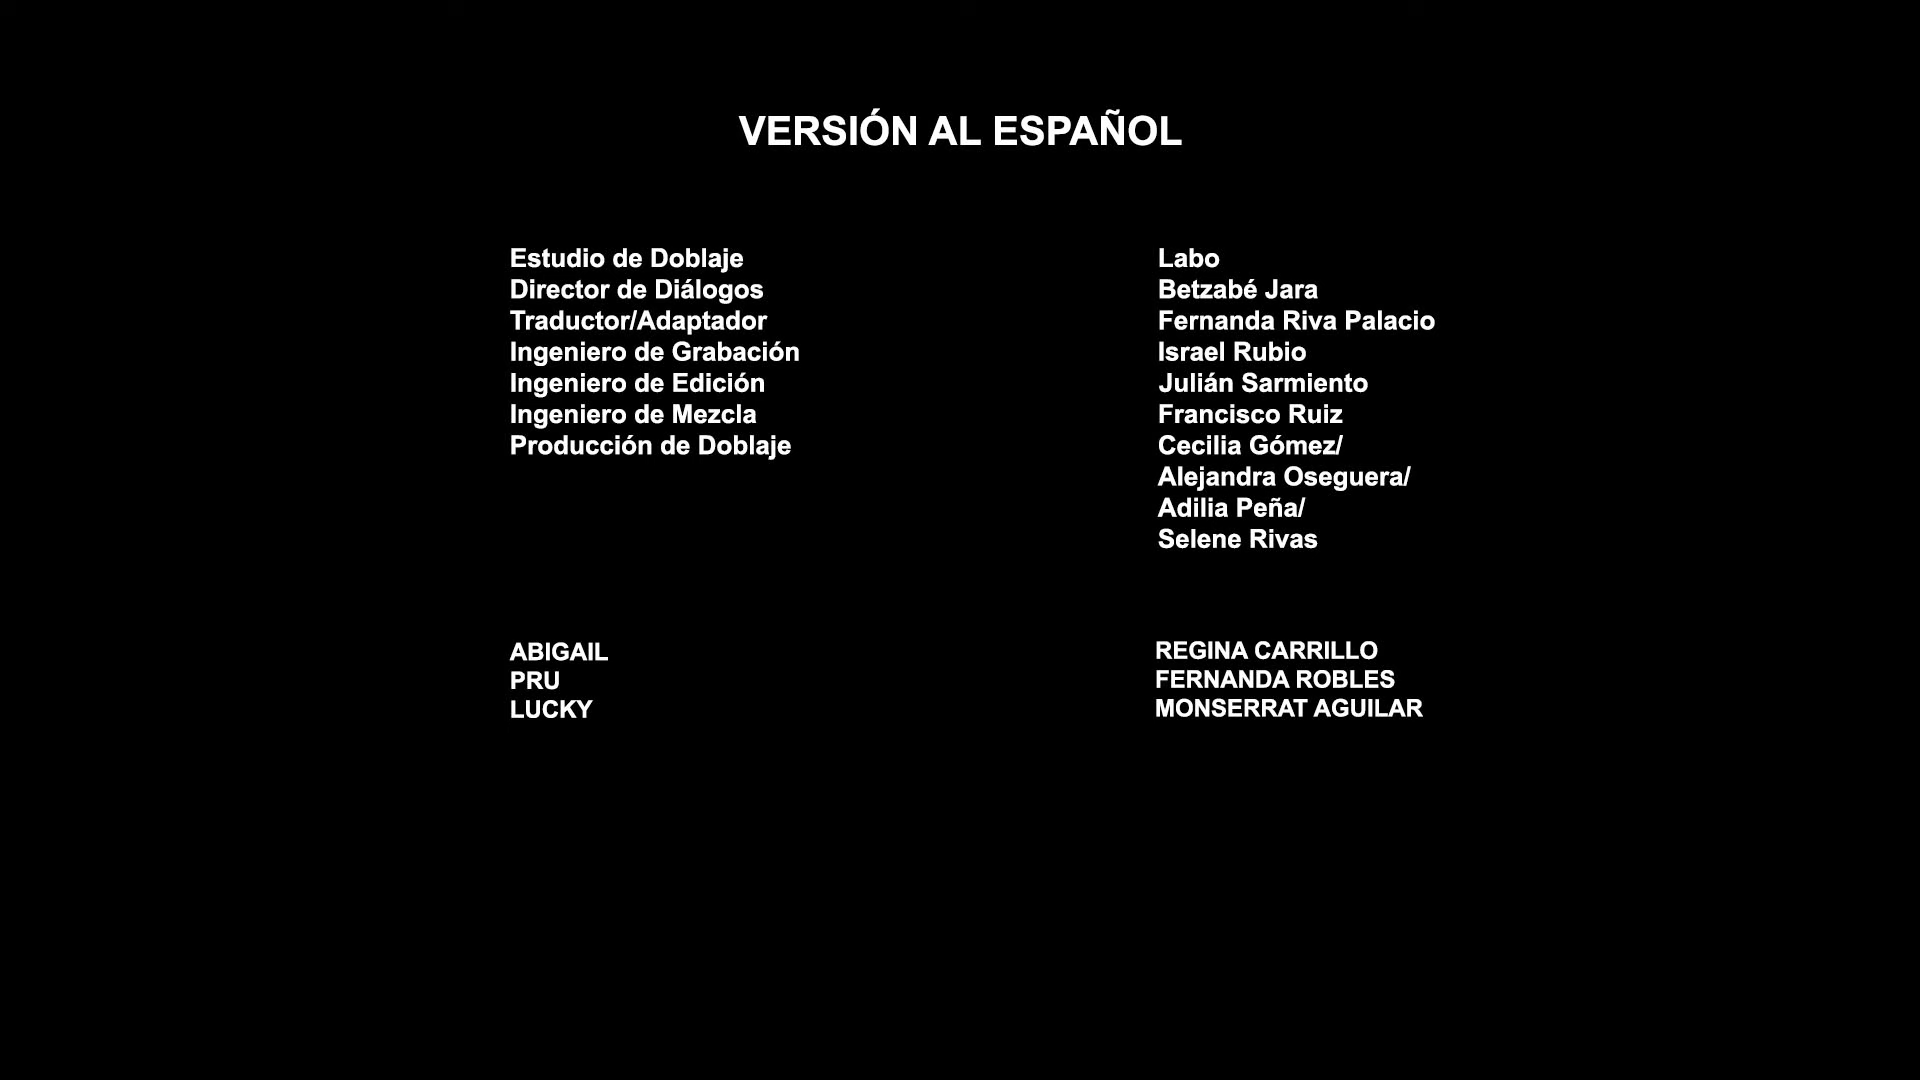 VERSIÓN AL ESPAÑOL
Estudio de Doblaje Labo
Director de Diálogos Betzabé Jara
Traductor/Adaptador Fernanda Riva Palacio
Ingeniero de Grabación Israel Rubio
Ingeniero de Edición Julián Sarmiento
Ingeniero de Mezcla Francisco Ruiz
Producción de Doblaje Cecilia Gómez/
Alejandra Oseguera/
Adilia Peña/
Selene Rivas
ABIGAIL REGINA CARRILLO
PRU FERNANDA ROBLES
LUCKY MONSERRAT AGUILAR